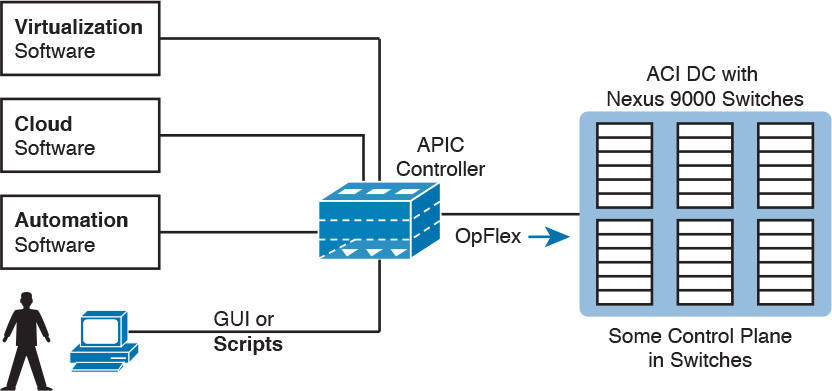 Virtualization
Software
Cloud
Software
Automation
Software
GUI or
Scripts
APIC
Controller
OpFlex
ACI DC with
Nexus 9000 Switches
Some Control Plane
in Switches